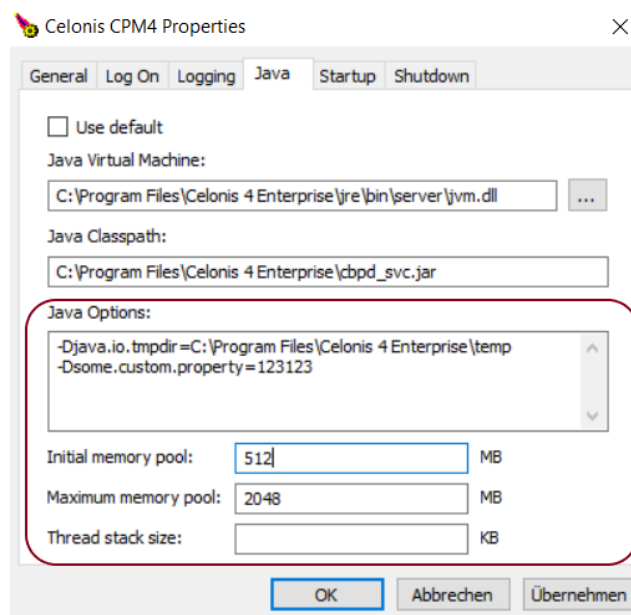 Celonis CPM4 Properties
General Log On Logging Java Startup Shutdown
Use default
Java Virtual Machine:
C:\Program Files\Celonis 4 Enterprise\jre\bin\server\jvm.dll ...
Java Classpath:
C:\Program Files\Celonis 4 Enterprise\cbpd_svc.jar
Java Options:
-Djava.io.tmpdir=C:\Program Files\Celonis 4 Enterprise\temp
-Dsome.custom.property=123123
Initial memory pool: 512 MB
Maximum memory pool: 2048 MB
Thread stack size: KB
OK Abbrechen Übernehmen